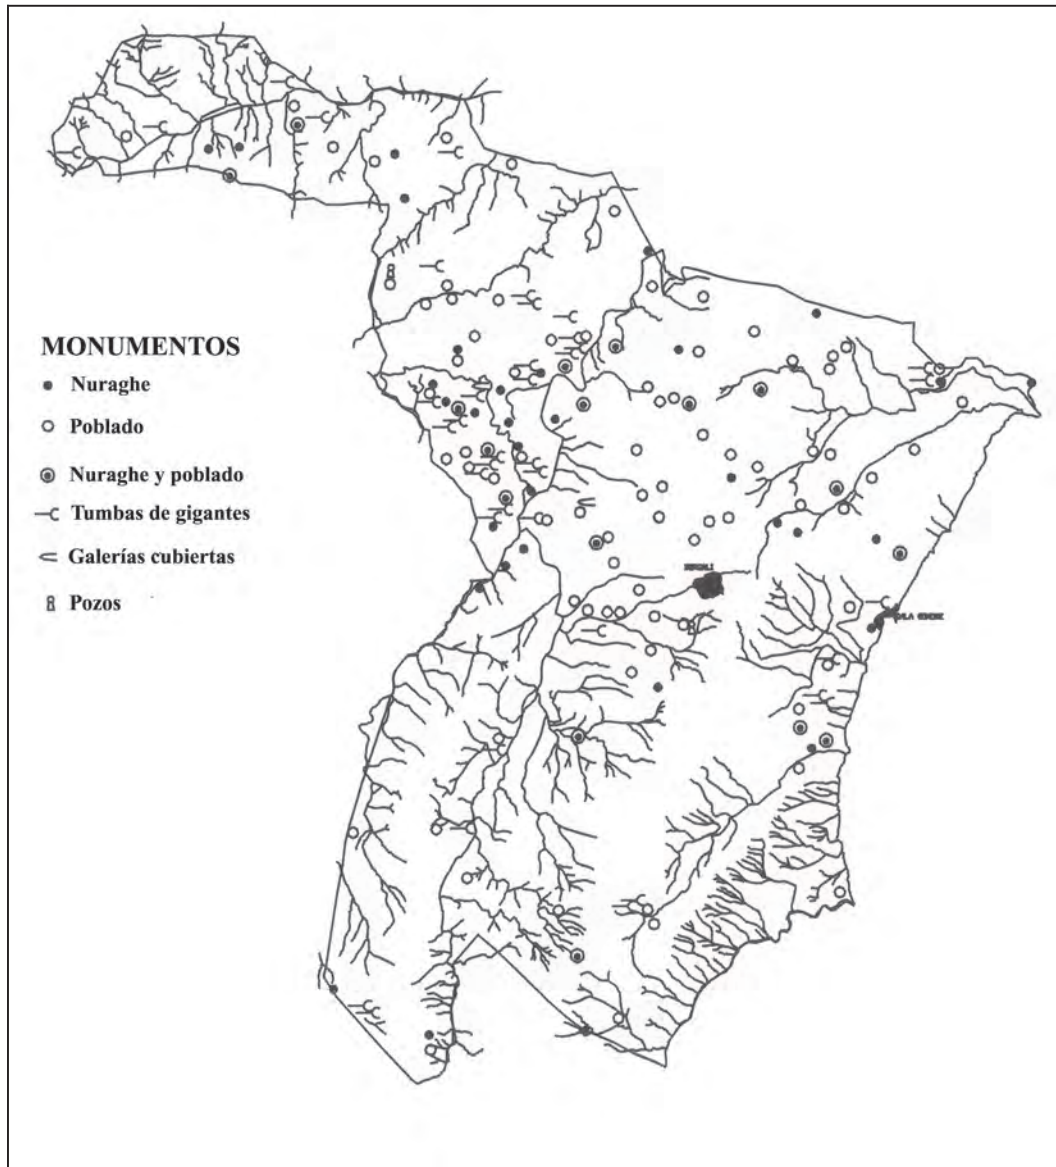 MONUMENTOS
Nuraghe
Poblado
Nuraghe y poblado
Tumbas de gigantes
Galerías cubiertas
Pozos